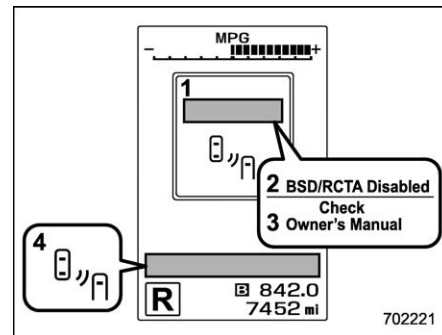 MPG
- +
1
2 BSD/RCTA Disabled
Check
3 Owner's Manual
4
R
B 842.0
7452 mi
702221